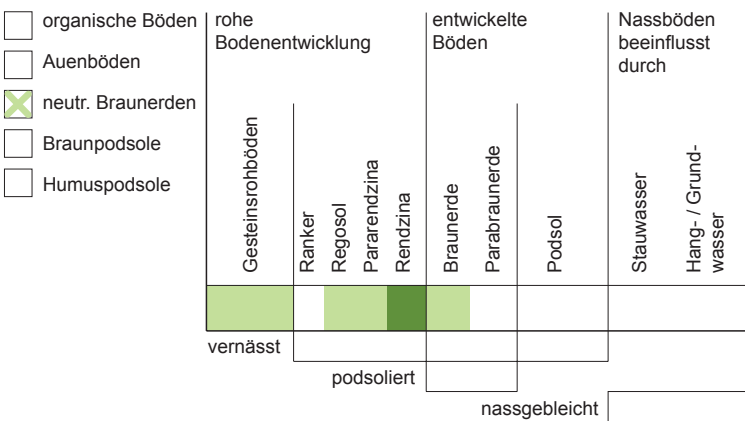 organische Böden
Auenböden
neutr. Braunerden
Braunpodsole
Humuspodsole
rohe
Bodenentwicklung
entwickelte
Böden
Nassböden
beeinflusst
durch
Gesteinsrohböden
Ranker
Regosol
Pararendzina
Rendzina
Braunerde
Parabraunerde
Podsol
Stauwasser
Hang- / Grund-
wasser
vernässt
podsoliert
nassgebleicht